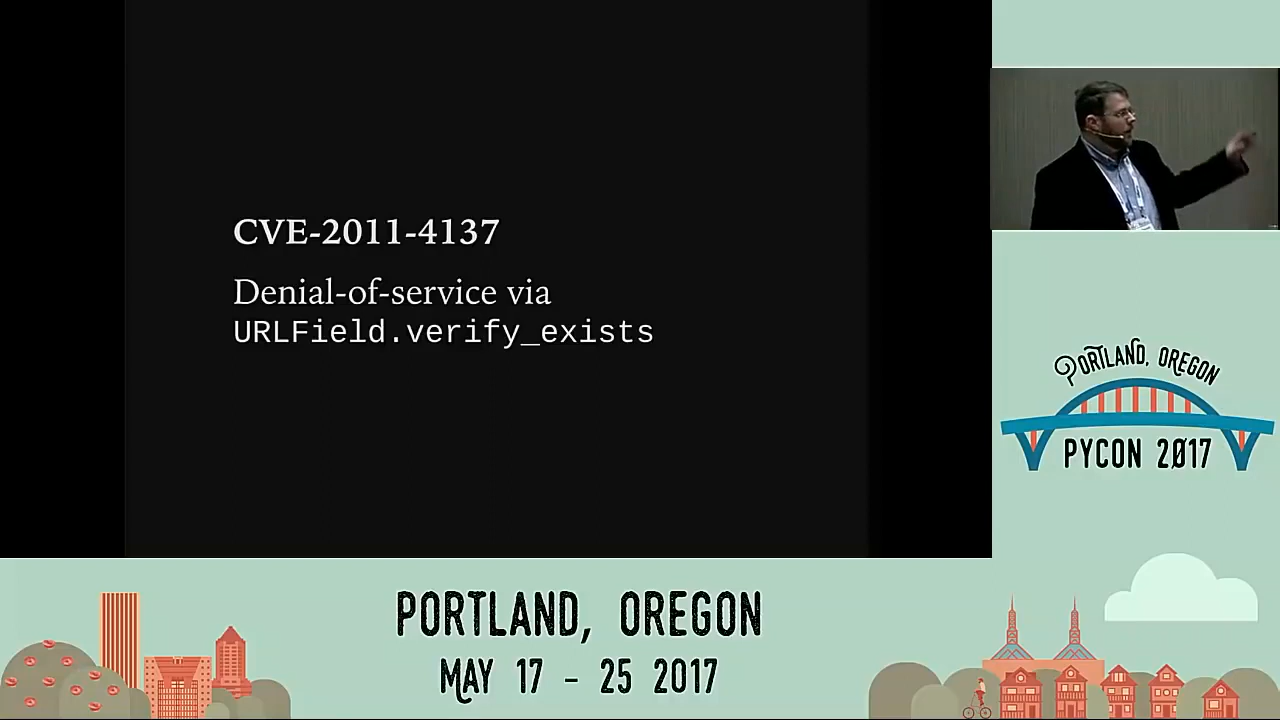 CVE-2011-4137
Denial-of-service via
URLField.verify_exists
PORTLAND, OREGON
PYCON 2017
PORTLAND, OREGON
MAY 17 - 25 2017